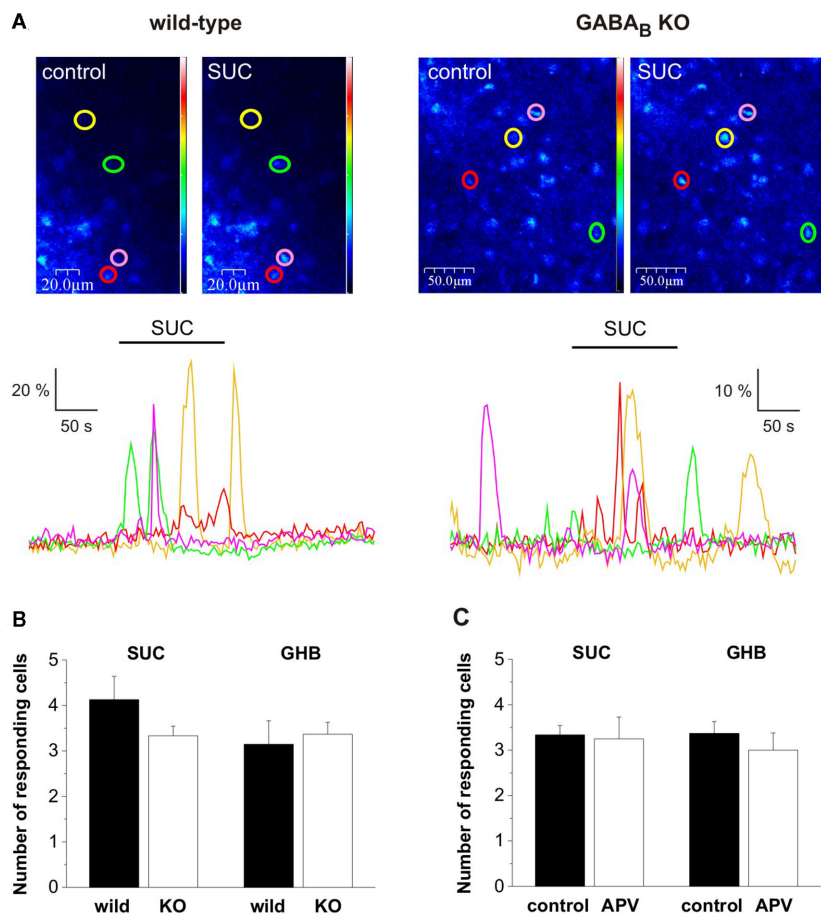 A
wild-type
GABAB KO
control
SUC
control
SUC
20.0µm
20.0µm
50.0µm
50.0µm
SUC
SUC
20 %
50 s
10 %
50 s
B
C
SUC
GHB
SUC
GHB
Number of responding cells
5
4
3
2
1
0
wild
KO
wild
KO
Number of responding cells
5
4
3
2
1
0
control
APV
control
APV